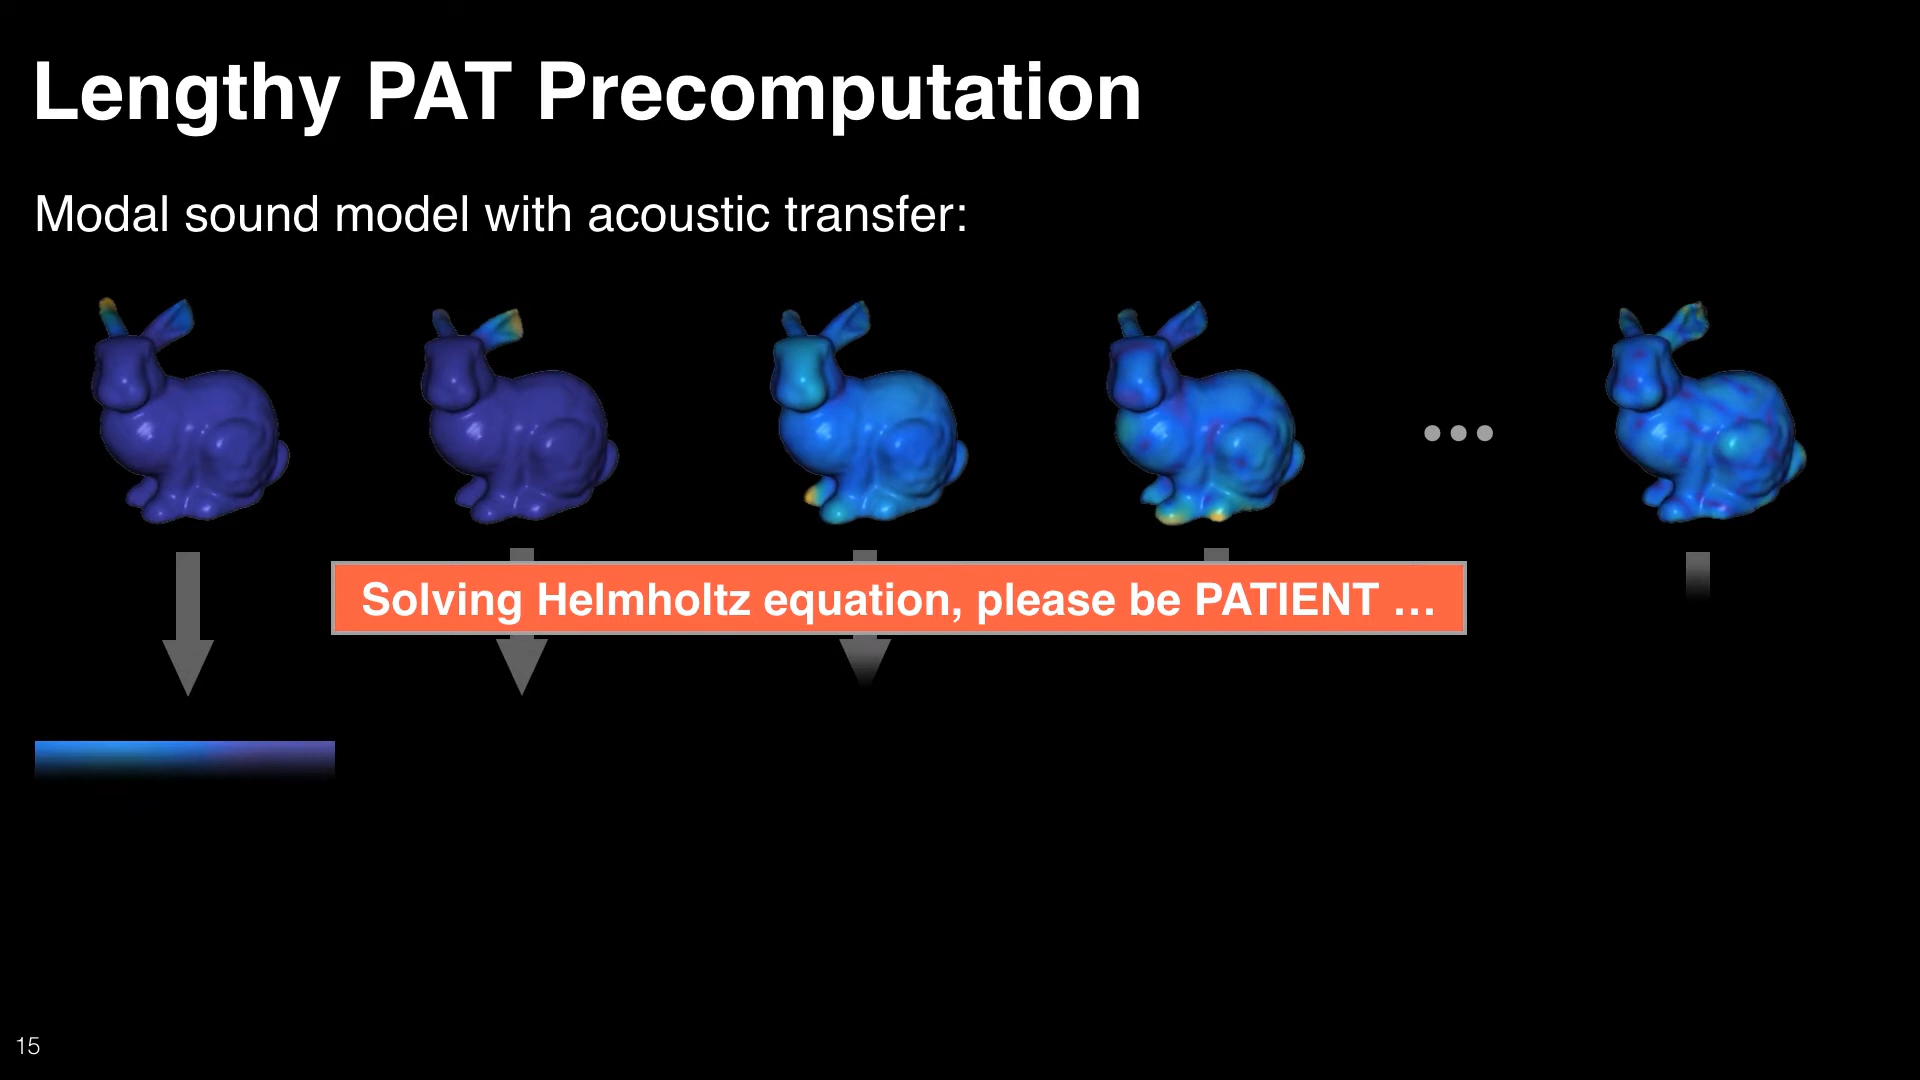 Lengthy PAT Precomputation
Modal sound model with acoustic transfer:
Solving Helmholtz equation, please be PATIENT …
15